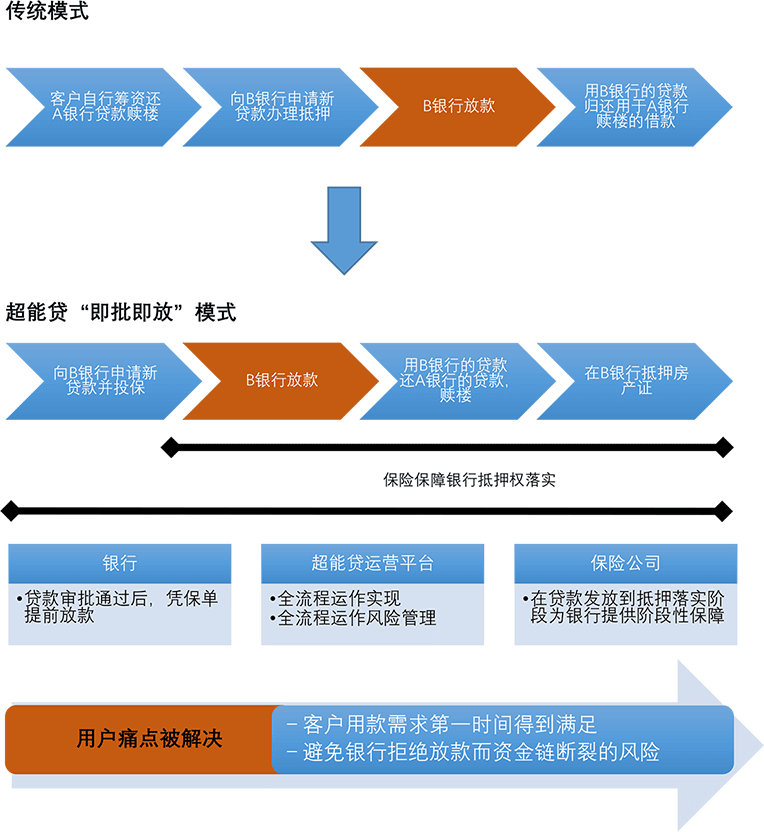 传统模式
客户自行筹资还
A银行贷款赎楼
向B银行申请新
贷款办理抵押
B银行放款
用B银行的贷款
归还用于A银行
赎楼的借款
超能贷“即批即放”模式
向B银行申请新
贷款并投保
B银行放款
用B银行的贷款
还A银行的贷款，
赎楼
在B银行抵押房
产证
保险保障银行抵押权落实
银行
•贷款审批通过后，凭保单
提前放款
超能贷运营平台
•全流程运作实现
•全流程运作风险管理
保险公司
•在贷款发放到抵押落实阶
段为银行提供阶段性保障
用户痛点被解决
– 客户用款需求第一时间得到满足
– 避免银行拒绝放款而资金链断裂的风险